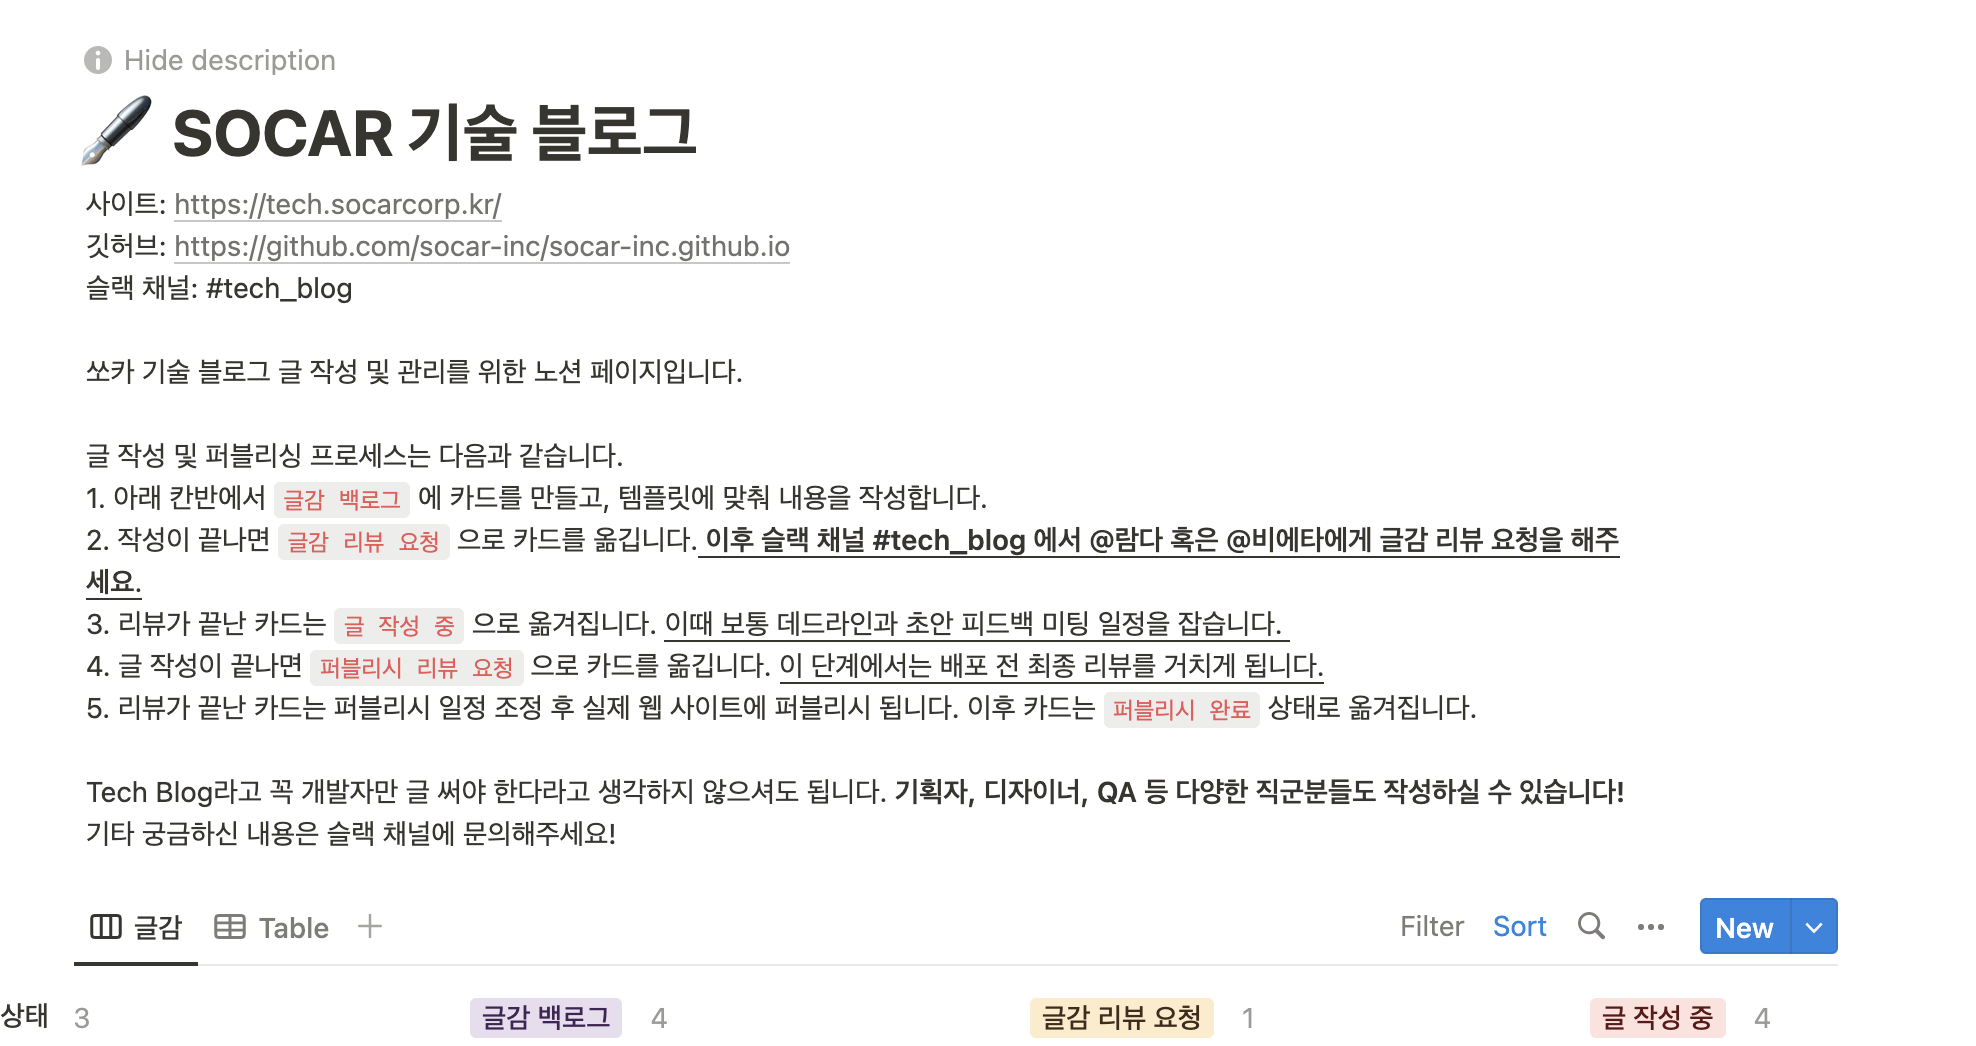 Hide description
SOCAR 기술 블로그
사이트: https://tech.socarcorp.kr/
깃허브: https://github.com/socar-inc/socar-inc.github.io
슬랙 채널: #tech_blog
쏘카 기술 블로그 글 작성 및 관리를 위한 노션 페이지입니다.
글 작성 및 퍼블리싱 프로세스는 다음과 같습니다.
1. 아래 칸반에서 글감 백로그 에 카드를 만들고, 템플릿에 맞춰 내용을 작성합니다.
2. 작성이 끝나면 글감 리뷰 요청 으로 카드를 옮깁니다. 이후 슬랙 채널 #tech_blog 에서 @람다 혹은 @비에타에게 글감 리뷰 요청을 해주
세요.
3. 리뷰가 끝난 카드는 글 작성 중 으로 옮겨집니다. 이때 보통 데드라인과 초안 피드백 미팅 일정을 잡습니다.
4. 글 작성이 끝나면 퍼블리시 리뷰 요청 으로 카드를 옮깁니다. 이 단계에서는 배포 전 최종 리뷰를 거치게 됩니다.
5. 리뷰가 끝난 카드는 퍼블리시 일정 조정 후 실제 웹 사이트에 퍼블리시 됩니다. 이후 카드는 퍼블리시 완료 상태로 옮겨집니다.
Tech Blog라고 꼭 개발자만 글 써야 한다라고 생각하지 않으셔도 됩니다. 기획자, 디자이너, QA 등 다양한 직군분들도 작성하실 수 있습니다!
기타 궁금하신 내용은 슬랙 채널에 문의해주세요!
글감 Table Filter Sort New
상태 3 글감 백로그 4 글감 리뷰 요청 1 글 작성 중 4